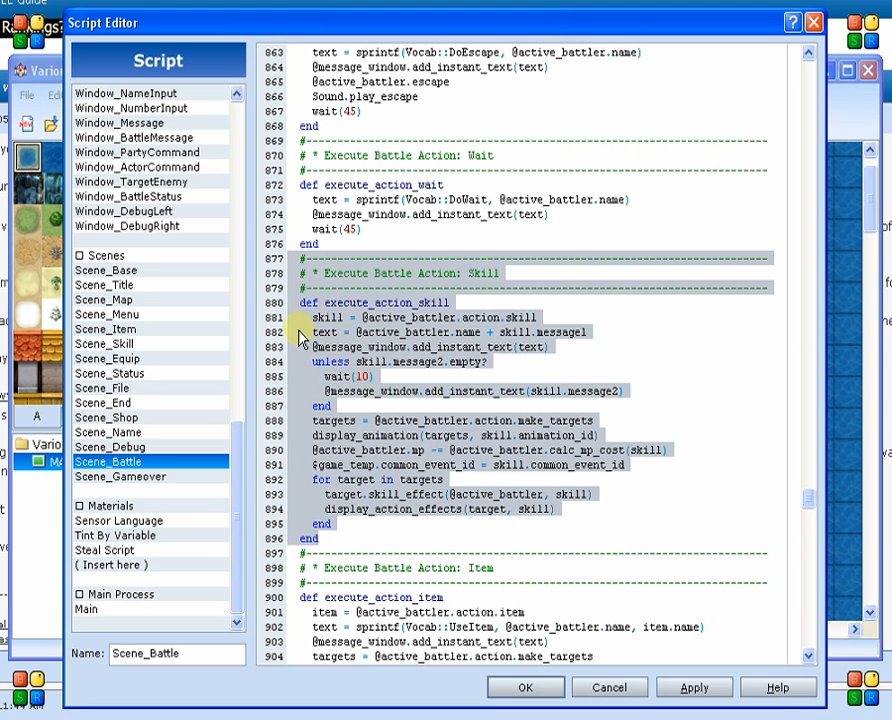 EE Guide
Rankings?
Script Editor
Vario
File
Ed
A
Vario
MA
Script
Window_NameInput
Window_NumberInput
Window_Message
Window_BattleMessage
Window_PartyCommand
Window_ActorCommand
Window_TargetEnemy
Window_BattleStatus
Window_DebugLeft
Window_DebugRight
□ Scenes
Scene_Base
Scene_Title
Scene_Map
Scene_Menu
Scene_Item
Scene_Skill
Scene_Equip
Scene_Status
Scene_File
Scene_End
Scene_Shop
Scene_Name
Scene_Debug
Scene_Battle
Scene_Gameover
□ Materials
Sensor Language
Tint By Variable
Steal Script
( Insert here )
□ Main Process
Main
Name: Scene_Battle
863 text = sprintf(Vocab::DoEscape, @active_battler.name)
864 @message_window.add_instant_text(text)
865 @active_battler.escape
866 Sound.play_escape
867 wait(45)
868 end
869 #--------------------------------------------------------------------------
870 # * Execute Battle Action: Wait
871 #--------------------------------------------------------------------------
872 def execute_action_wait
873 text = sprintf(Vocab::DoWait, @active_battler.name)
874 @message_window.add_instant_text(text)
875 wait(45)
876 end
877 #--------------------------------------------------------------------------
878 # * Execute Battle Action: Skill
879 #--------------------------------------------------------------------------
880 def execute_action_skill
881 skill = @active_battler.action.skill
882 text = @active_battler.name + skill.message1
883 @message_window.add_instant_text(text)
884 unless skill.message2.empty?
885 wait(10)
886 @message_window.add_instant_text(skill.message2)
887 end
888 targets = @active_battler.action.make_targets
889 display_animation(targets, skill.animation_id)
890 @active_battler.mp -= @active_battler.calc_mp_cost(skill)
891 $game_temp.common_event_id = skill.common_event_id
892 for target in targets
893 target.skill_effect(@active_battler, skill)
894 display_action_effects(target, skill)
895 end
896 end
897 #--------------------------------------------------------------------------
898 # * Execute Battle Action: Item
899 #--------------------------------------------------------------------------
900 def execute_action_item
901 item = @active_battler.action.item
902 text = sprintf(Vocab::UseItem, @active_battler.name, item.name)
903 @message_window.add_instant_text(text)
904 targets = @active_battler.action.make_targets
OK
Cancel
Apply
Help